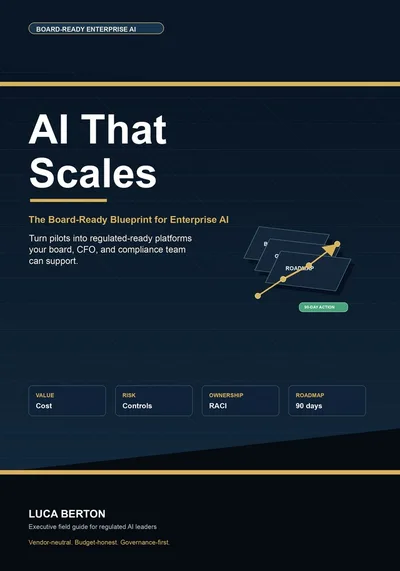 BOARD-READY ENTERPRISE AI
AI That
Scales
The Board-Ready Blueprint for Enterprise AI
Turn pilots into regulated-ready platforms
your board, CFO, and compliance team
can support.
ROADMAP
90-DAY ACTION
VALUE
Cost
RISK
Controls
OWNERSHIP
RACI
ROADMAP
90 days
LUCA BERTON
Executive field guide for regulated AI leaders
Vendor-neutral. Budget-honest. Governance-first.